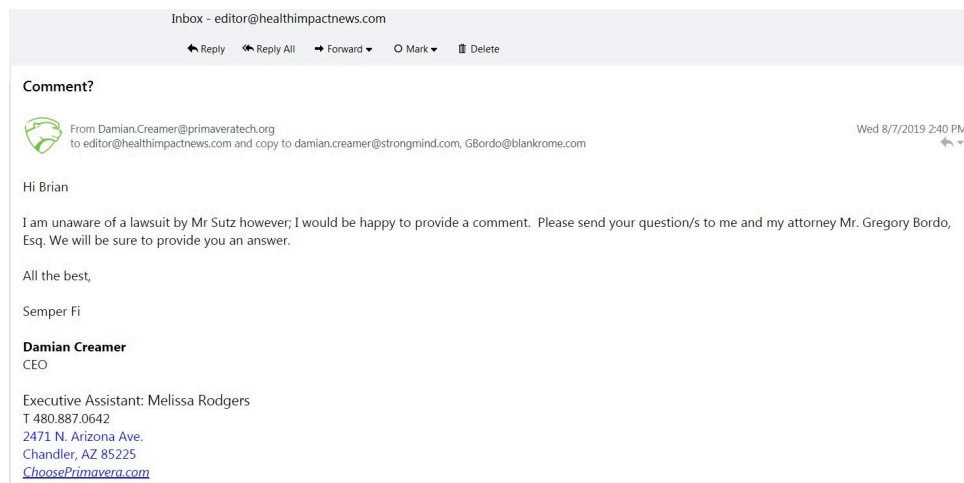 Inbox - editor@healthimpactnews.com
Reply Reply All Forward Mark Delete
Comment?
From Damian.Creamer@primaveratech.org
Wed 8/7/2019 2:40 PM
to editor@healthimpactnews.com and copy to damian.creamer@strongmind.com, GBordo@blankrome.com
Hi Brian
I am unaware of a lawsuit by Mr Sutz however; I would be happy to provide a comment. Please send your question/s to me and my attorney Mr. Gregory Bordo,
Esq. We will be sure to provide you an answer.
All the best,
Semper Fi
Damian Creamer
CEO
Executive Assistant: Melissa Rodgers
T 480.887.0642
2471 N. Arizona Ave.
Chandler, AZ 85225
ChoosePrimavera.com